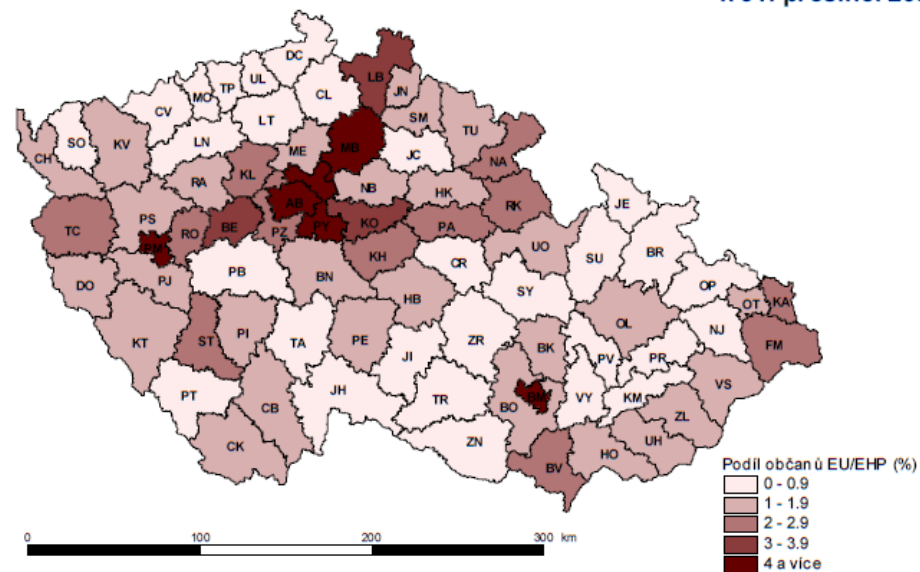 DC
LB
UL
TP
MO
CL
JN
CV
SM
LT
TU
SO
KV
LN
ME
MB
JC
CH
NA
KL
RA
NB
HK
AB
RK
JE
PS
TC
RO
BE
PZ
PY
KO
PA
PM
UO
SU
BR
KH
CR
PB
BN
OP
DO
PJ
SY
OT
KA
HB
OL
NJ
FM
KT
ST
PI
TA
PE
JI
ZR
BK
PV
PR
VS
PT
CB
JH
TR
BO
BM
VY
KM
ZL
CK
ZN
UH
HO
BV
Podíl občanů EU/EHP (%)
0 - 0.9
1 - 1.9
2 - 2.9
3 - 3.9
4 a více
0 100 200 300 km